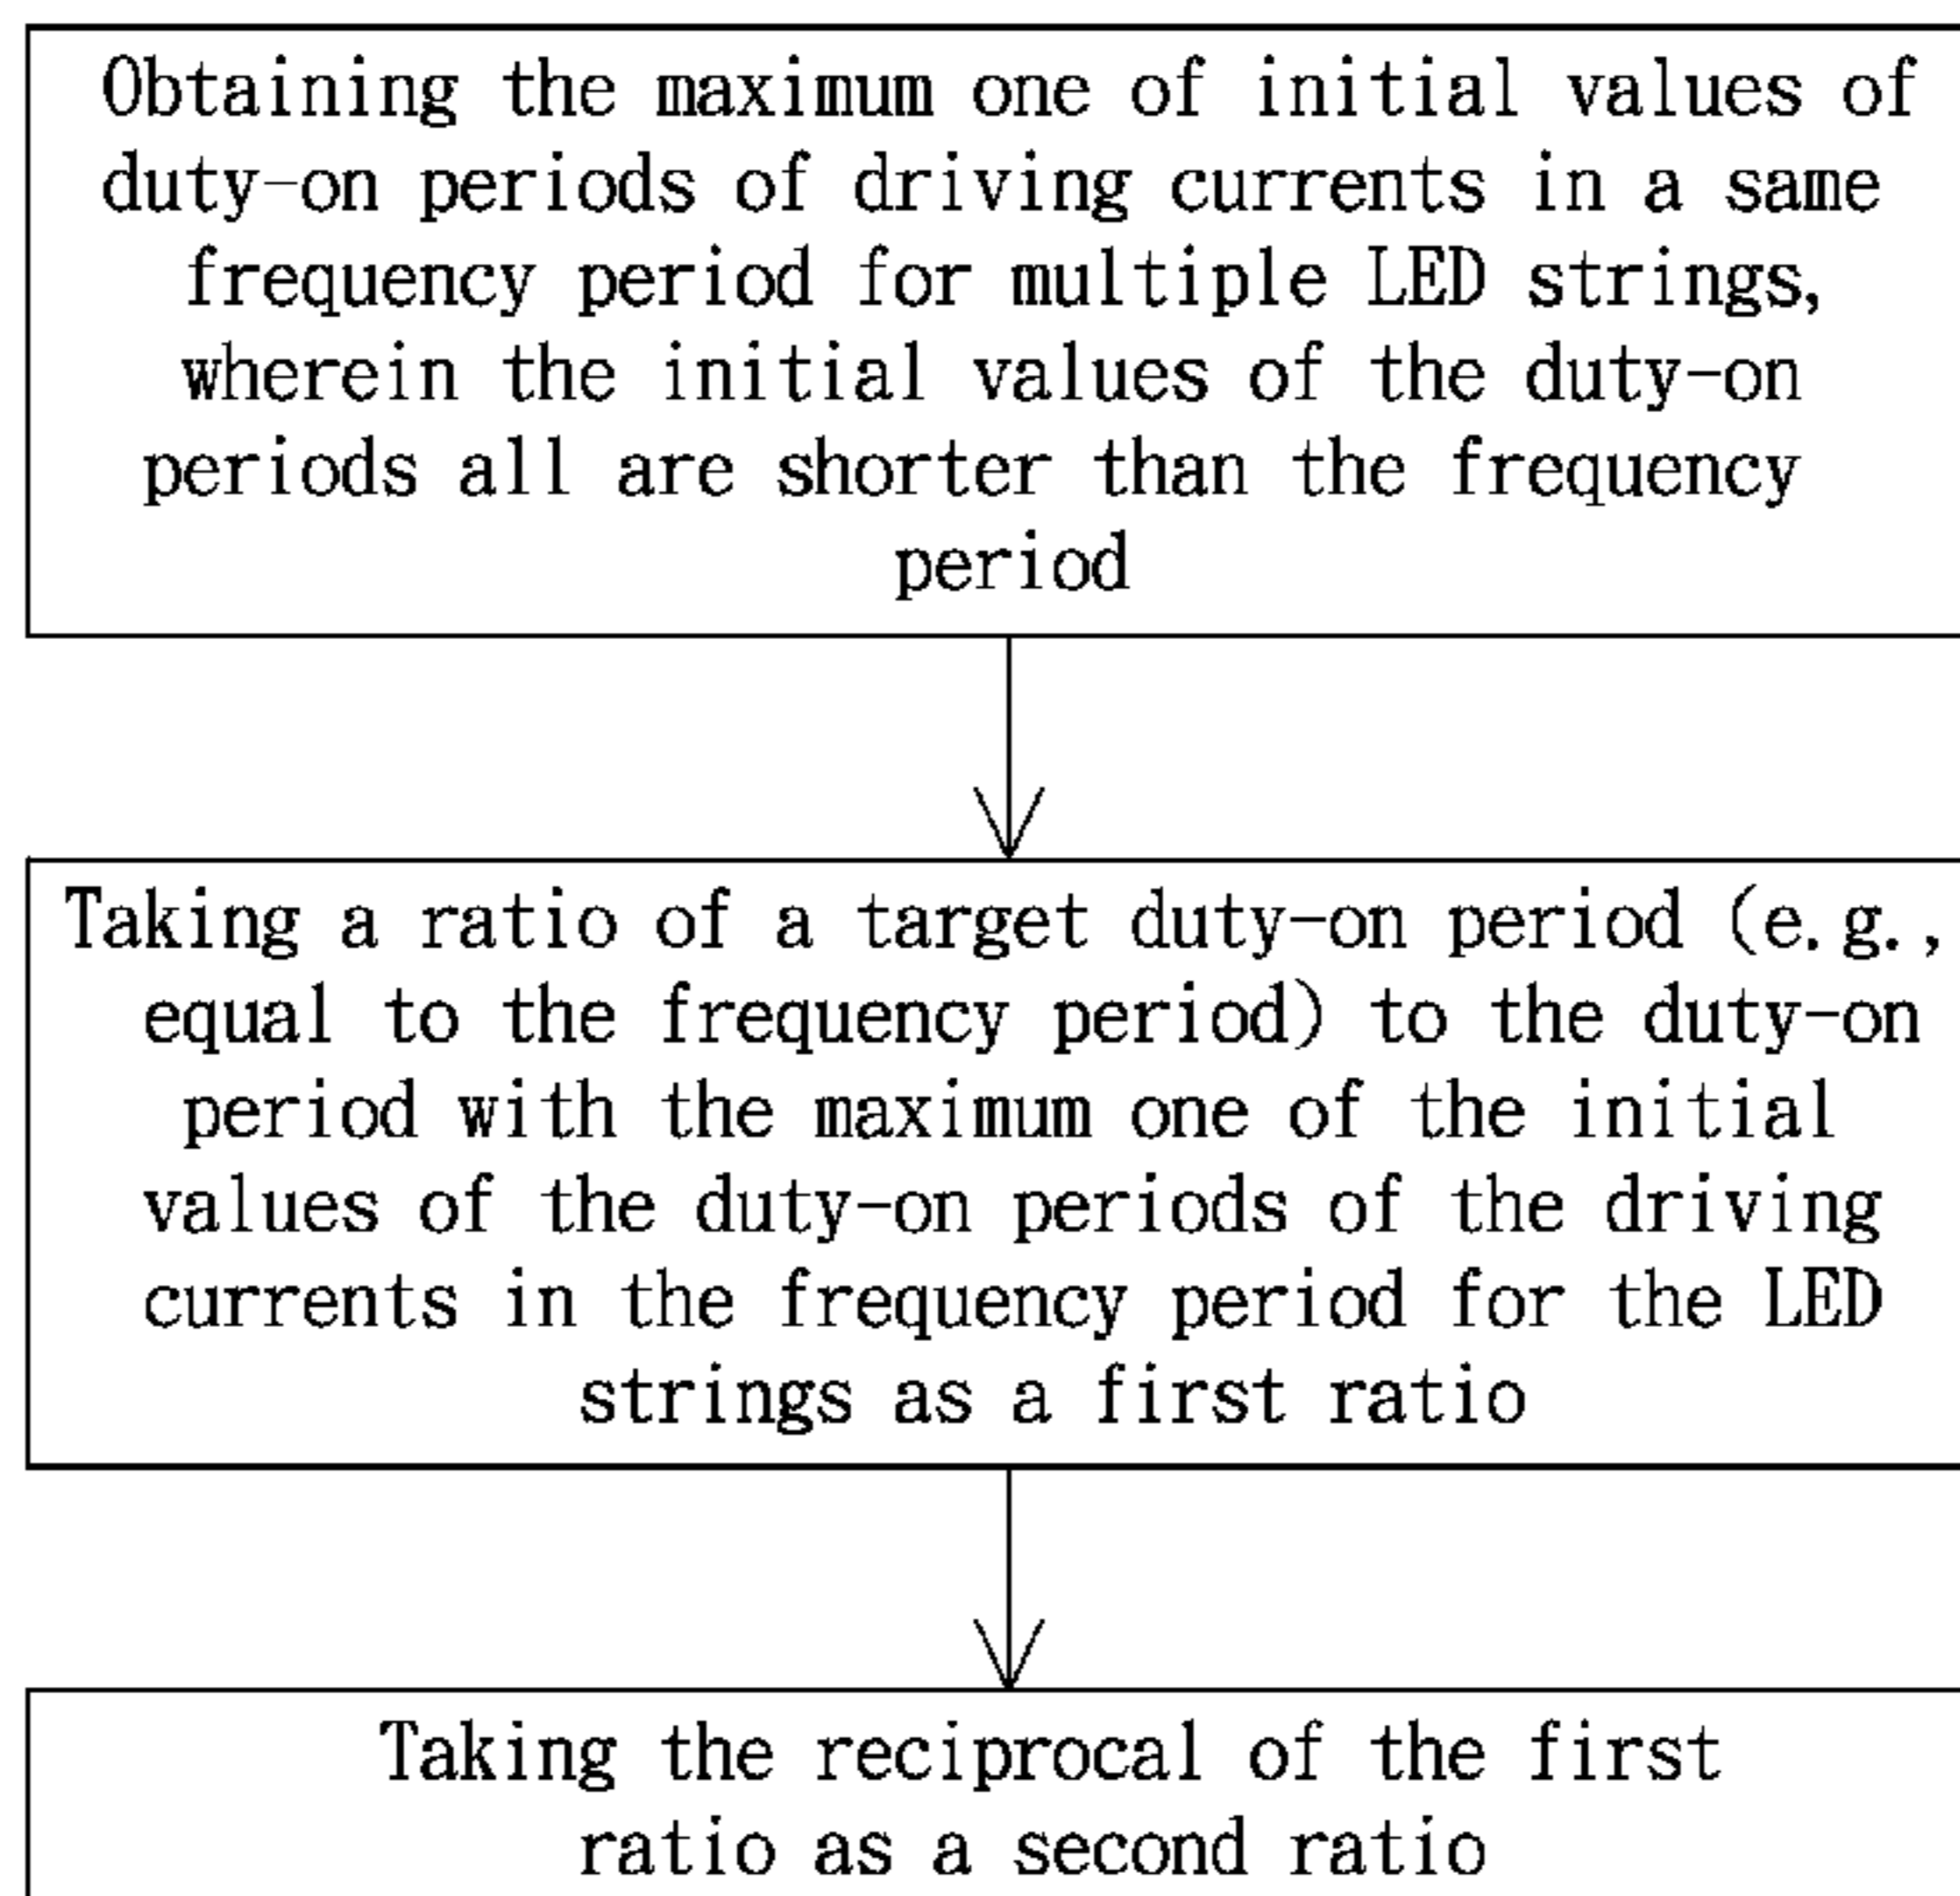 Obtaining the maximum one of initial values of
duty-on periods of driving currents in a same
frequency period for multiple LED strings,
wherein the initial values of the duty-on
periods all are shorter than the frequency
period
Taking a ratio of a target duty-on period (e.g.,
equal to the frequency period) to the duty-on
period with the maximum one of the initial
values of the duty-on periods of the driving
currents in the frequency period for the LED
strings as a first ratio
Taking the reciprocal of the first
ratio as a second ratio